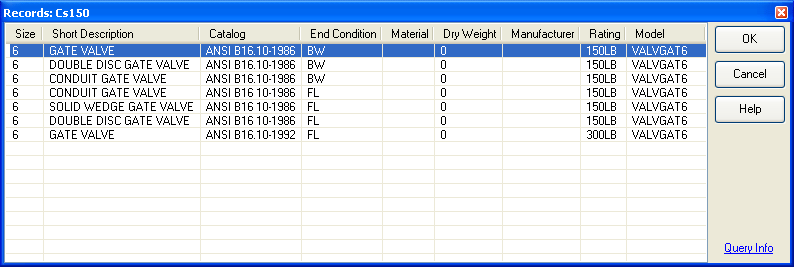 Records: Cs150
Size Short Description Catalog End Condition Material Dry Weight Manufacturer Rating Model
6 GATE VALVE ANSI B16.10-1986 BW 0 150LB VALVGAT6
6 DOUBLE DISC GATE VALVE ANSI B16.10-1986 BW 0 150LB VALVGAT6
6 CONDUIT GATE VALVE ANSI B16.10-1986 BW 0 150LB VALVGAT6
6 CONDUIT GATE VALVE ANSI B16.10-1986 FL 0 150LB VALVGAT6
6 SOLID WEDGE GATE VALVE ANSI B16.10-1986 FL 0 150LB VALVGAT6
6 DOUBLE DISC GATE VALVE ANSI B16.10-1986 FL 0 150LB VALVGAT6
6 GATE VALVE ANSI B16.10-1992 FL 0 300LB VALVGAT6
OK
Cancel
Help
Query Info